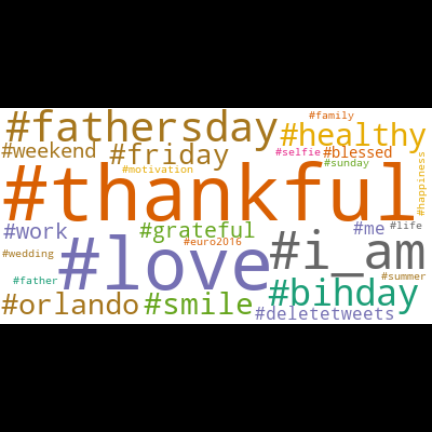 #fathersday
#family
#healthy
#weekend
#friday
#selfie
#blessed
#sunday
#motivation
#thankful
#happiness
#work
#grateful
#me
#life
#euro2016
#love
#i_am
#wedding
#father
#summer
#bihday
#orlando
#smile
#deletetweets